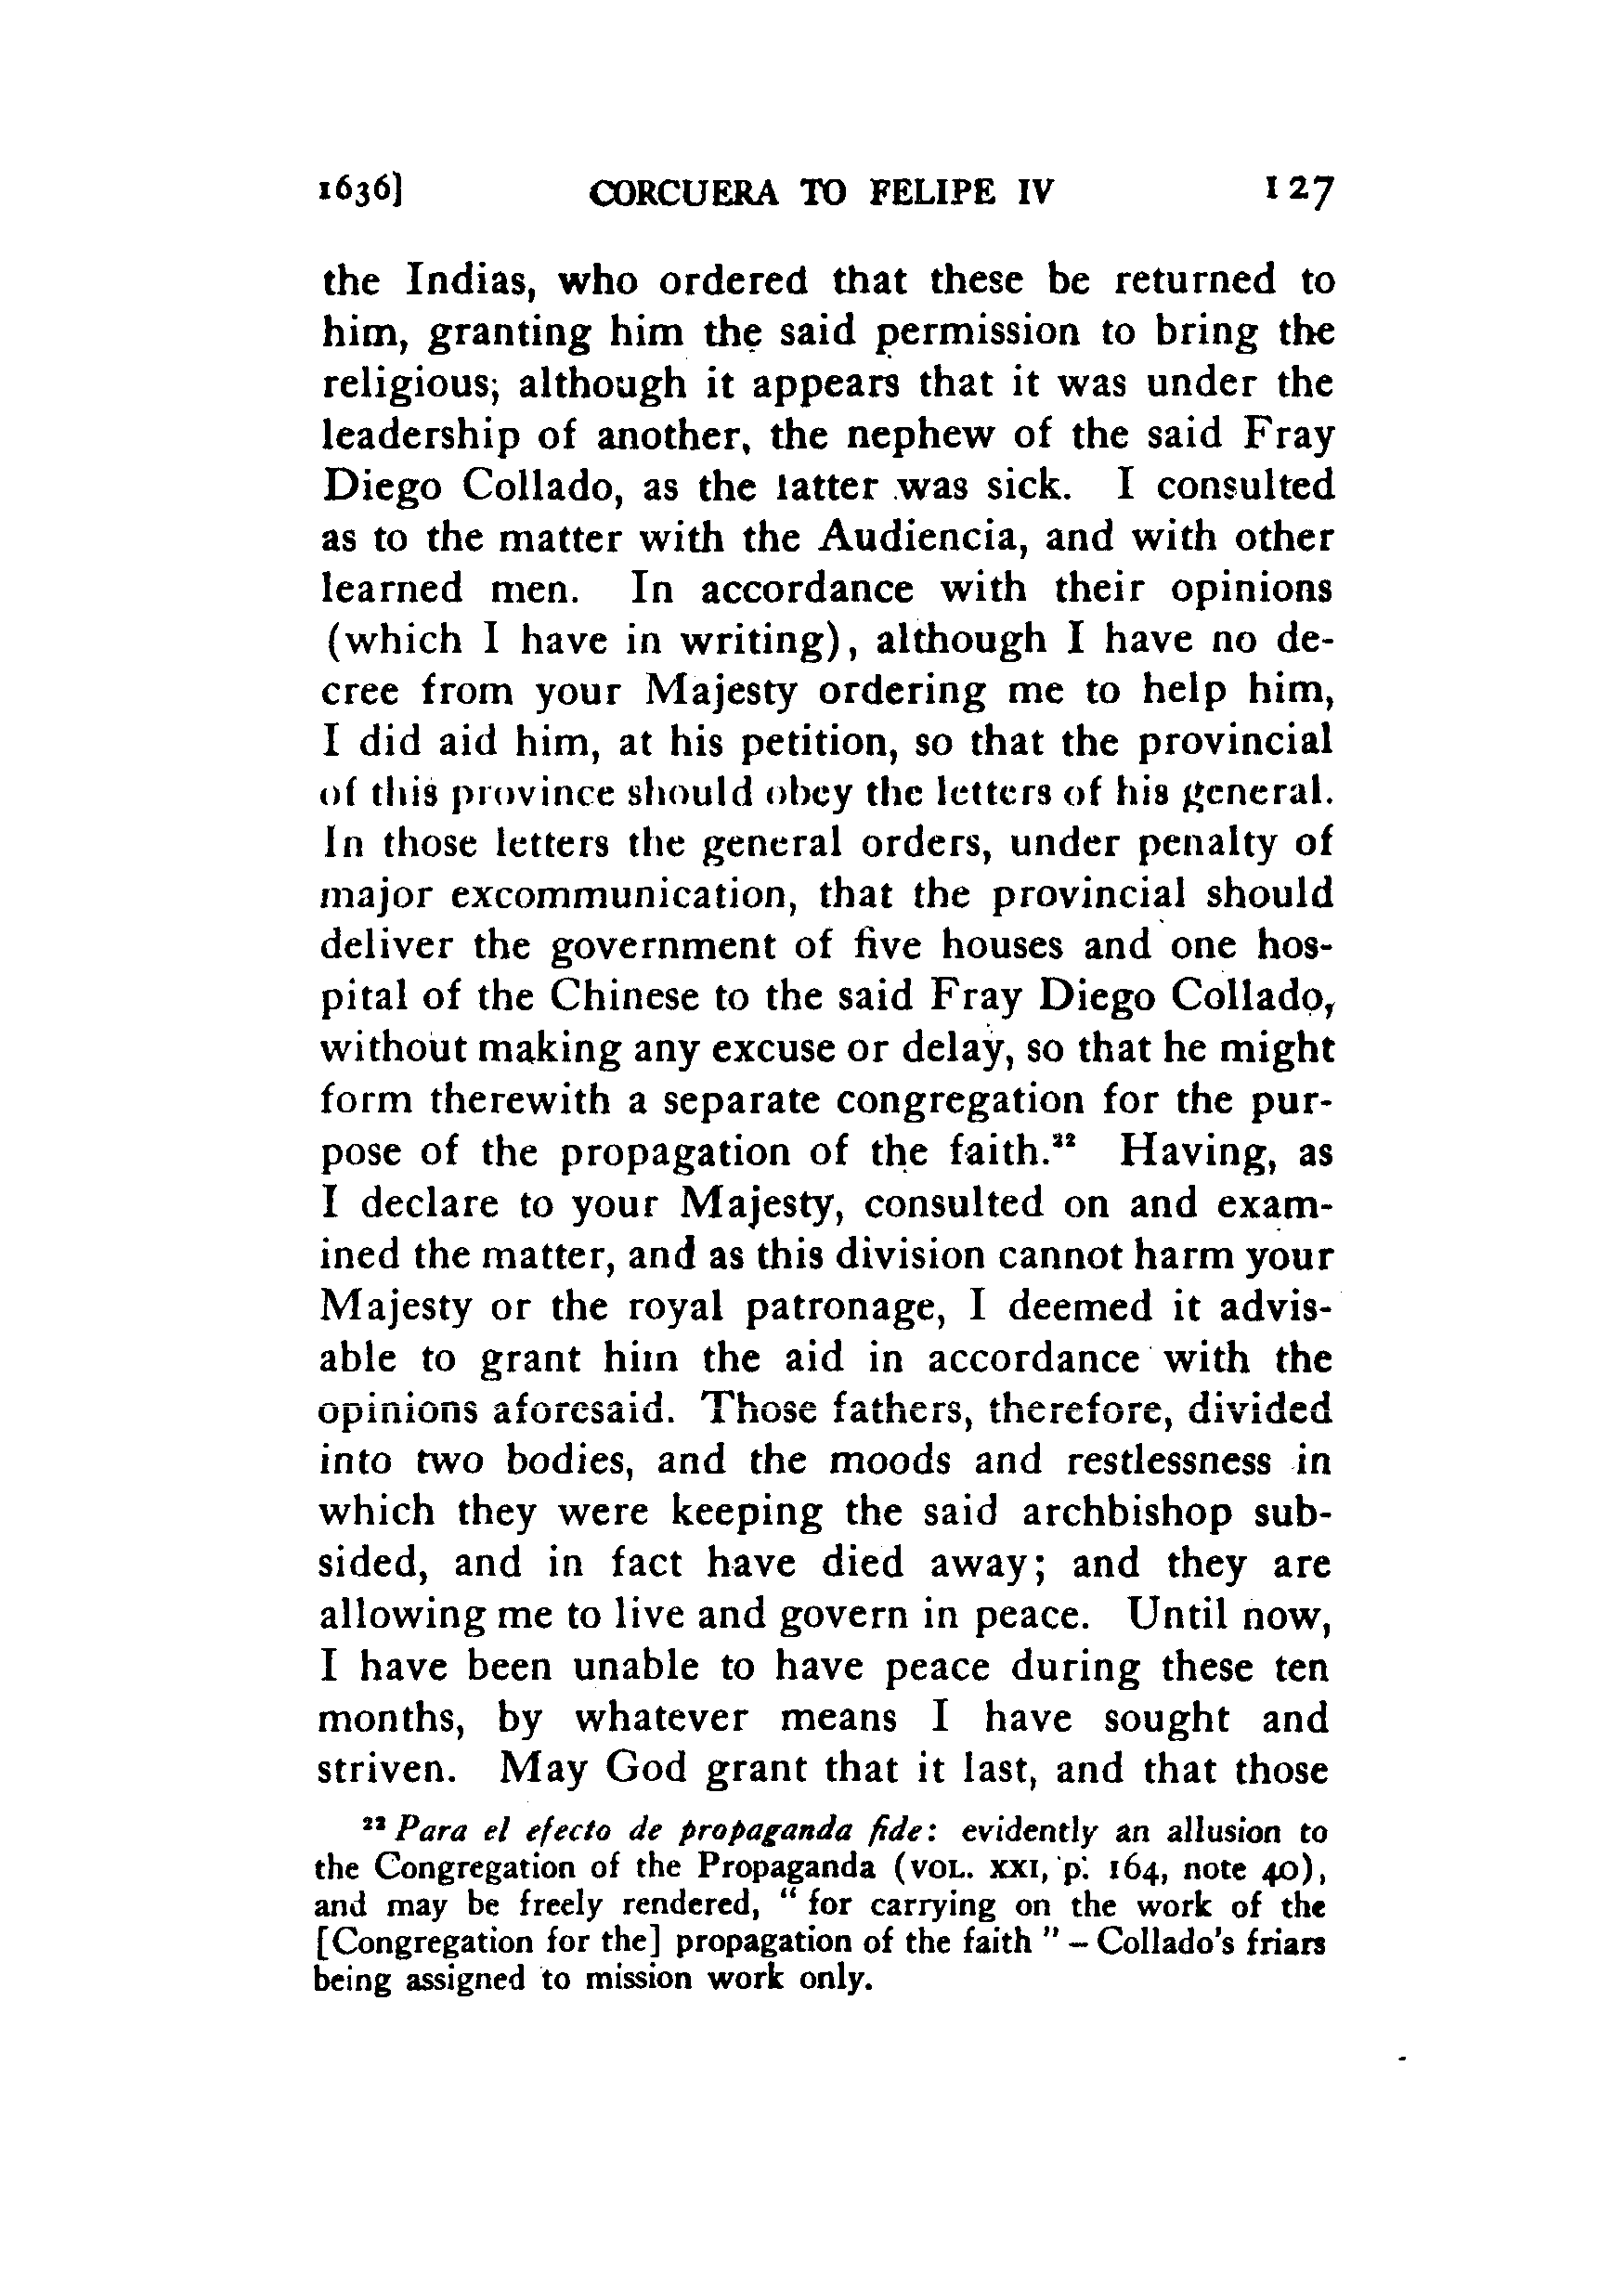 1636] CORCUERA TO FELIPE IV 127
the Indias, who ordered that these be returned to
him, granting him the said permission to bring the
religious; although it appears that it was under the
leadership of another, the nephew of the said Fray
Diego Collado, as the latter was sick. I consulted
as to the matter with the Audiencia, and with other
learned men. In accordance with their opinions
(which I have in writing), although I have no de-
cree from your Majesty ordering me to help him,
I did aid him, at his petition, so that the provincial
of this province should obey the letters of his general.
In those letters the general orders, under penalty of
major excommunication, that the provincial should
deliver the government of five houses and one hos-
pital of the Chinese to the said Fray Diego Collado,
without making any excuse or delay, so that he might
form therewith a separate congregation for the pur-
pose of the propagation of the faith.²² Having, as
I declare to your Majesty, consulted on and exam-
ined the matter, and as this division cannot harm your
Majesty or the royal patronage, I deemed it advis-
able to grant him the aid in accordance with the
opinions aforesaid. Those fathers, therefore, divided
into two bodies, and the moods and restlessness in
which they were keeping the said archbishop sub-
sided, and in fact have died away; and they are
allowing me to live and govern in peace. Until now,
I have been unable to have peace during these ten
months, by whatever means I have sought and
striven. May God grant that it last, and that those
²² Para el efecto de propaganda fide: evidently an allusion to
the Congregation of the Propaganda (VOL. XXI, p. 164, note 40),
and may be freely rendered, “ for carrying on the work of the
[Congregation for the] propagation of the faith ” – Collado's friars
being assigned to mission work only.